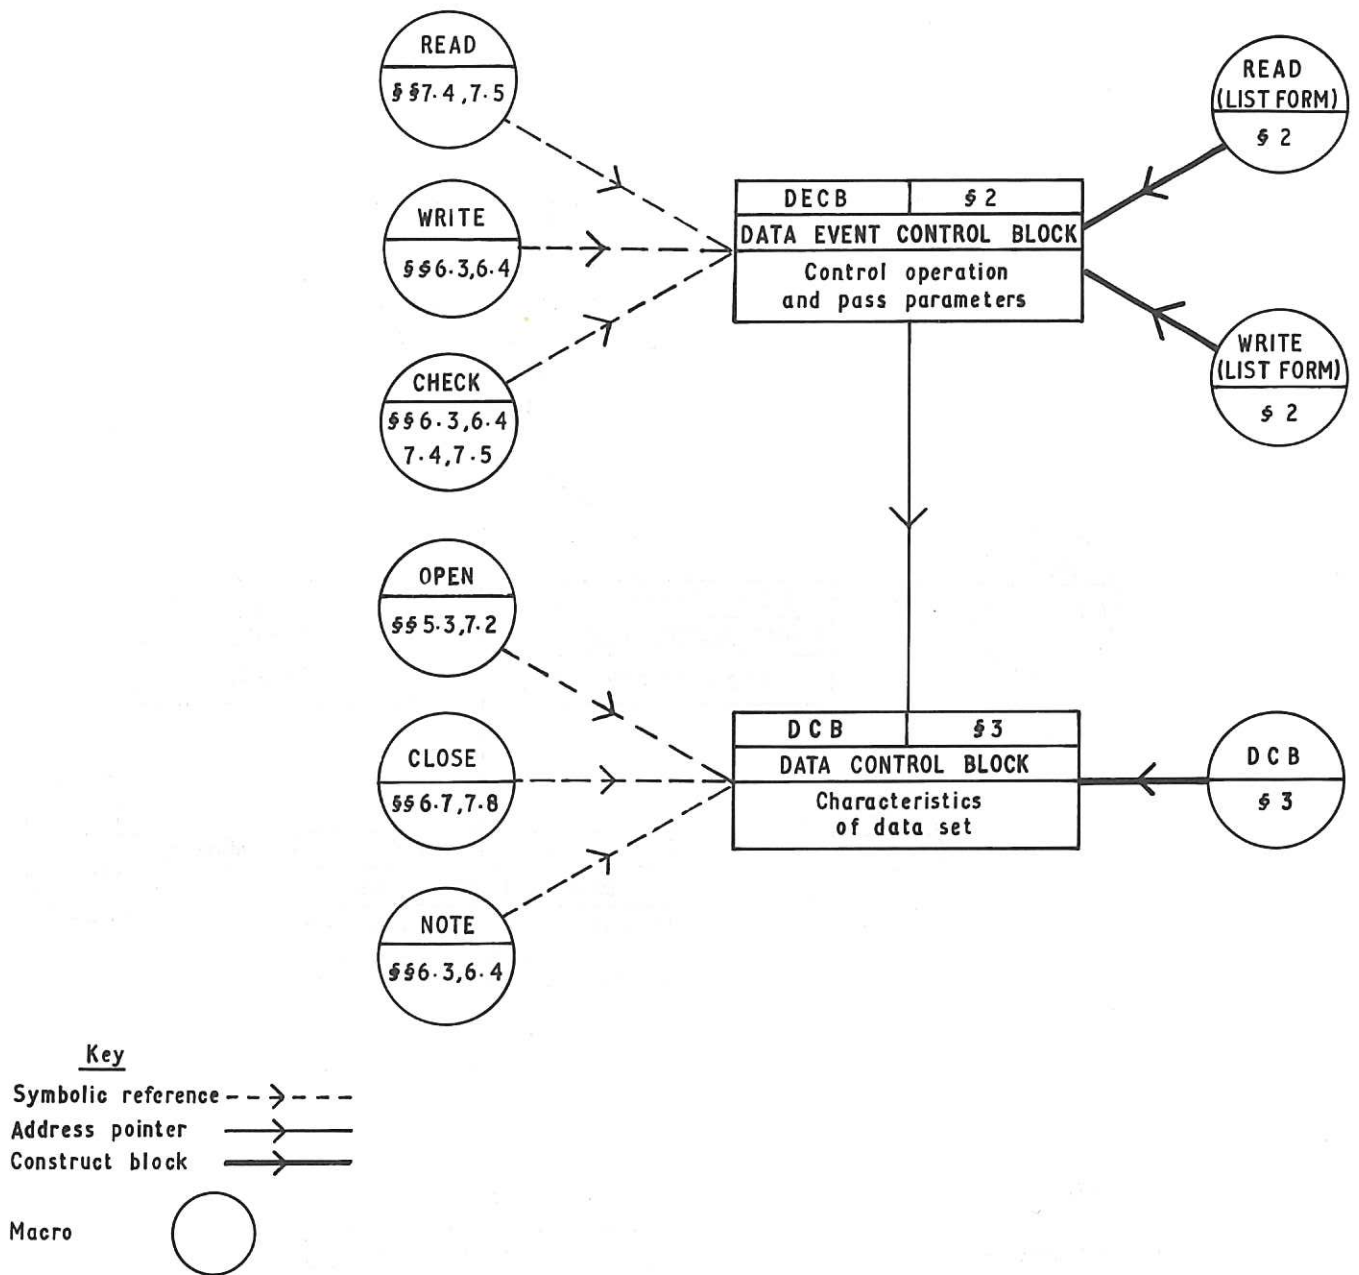 READ
§§7.4,7.5
WRITE
§§6.3,6.4
CHECK
§§6.3,6.4
7.4,7.5
OPEN
§§5.3,7.2
CLOSE
§§6.7,7.8
NOTE
§§6.3,6.4
DECB §2
DATA EVENT CONTROL BLOCK
Control operation
and pass parameters
READ
(LIST FORM)
§ 2
WRITE
(LIST FORM)
§ 2
DCB §3
DATA CONTROL BLOCK
Characteristics
of data set
DCB
§ 3
Key
Symbolic reference
Address pointer
Construct block
Macro